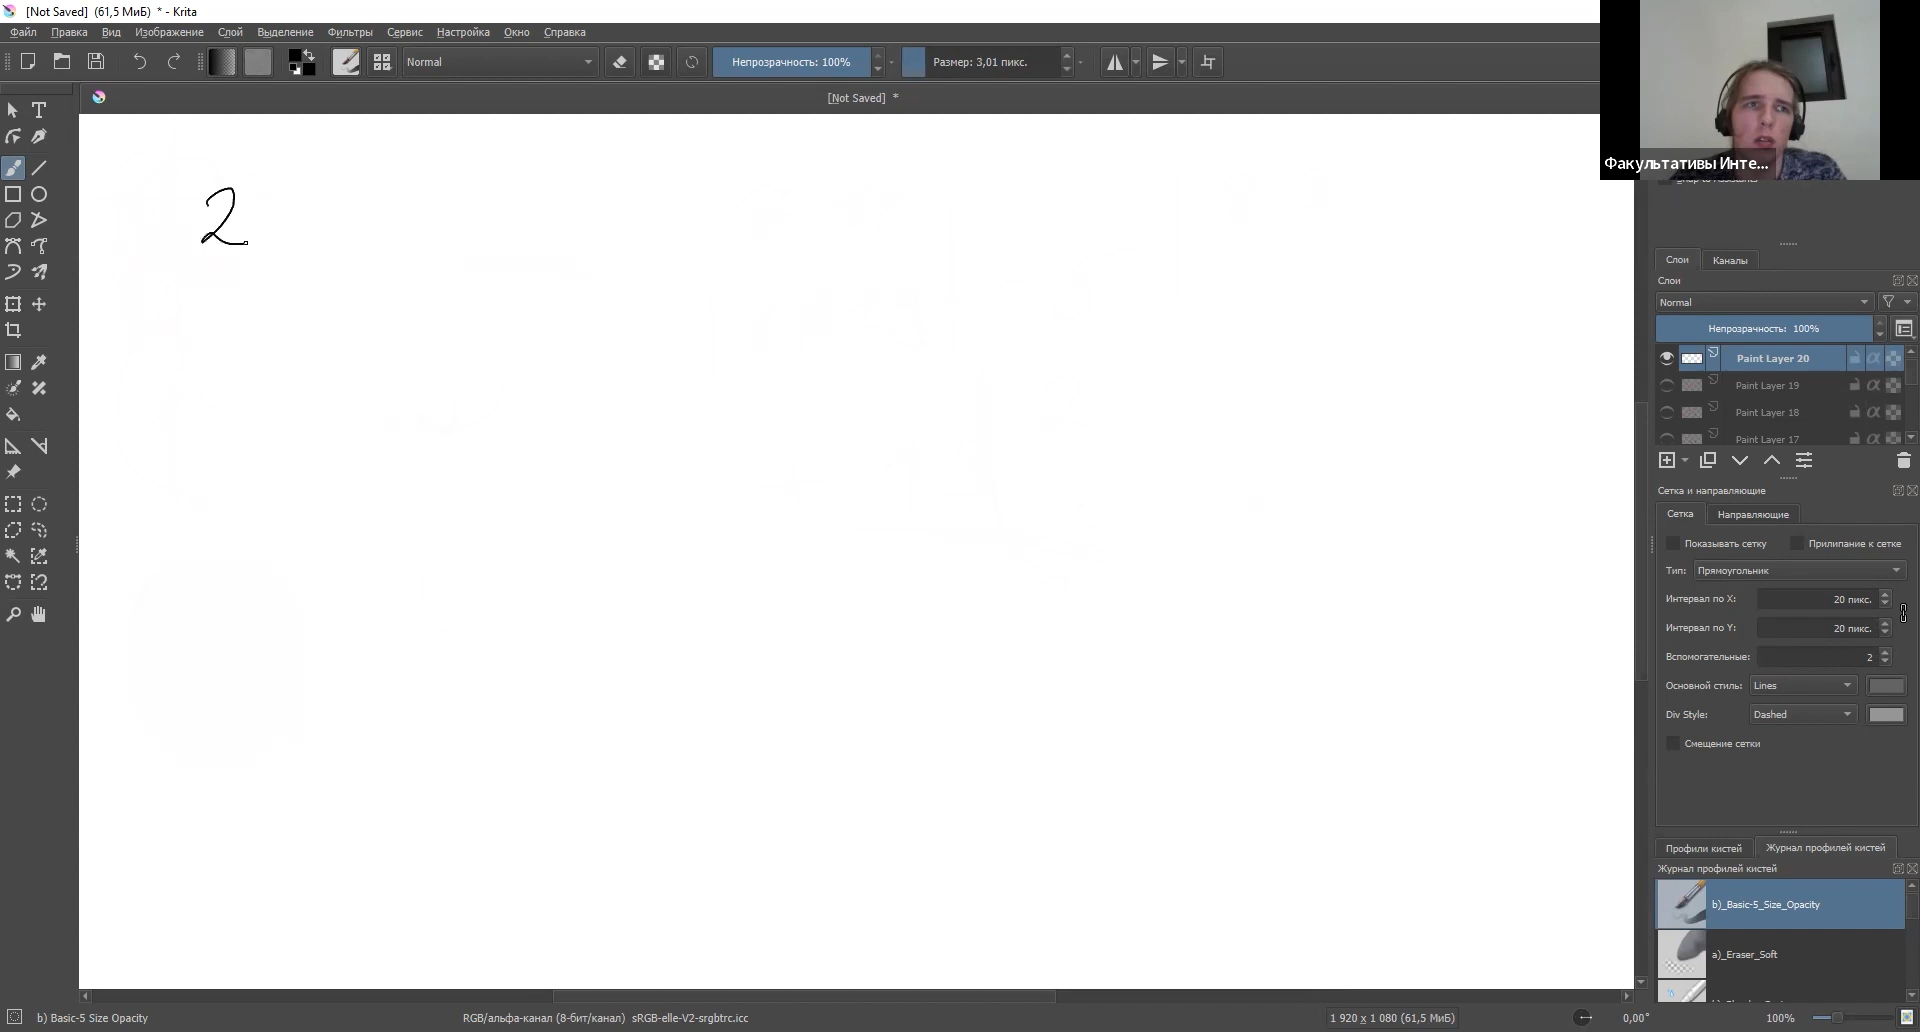 [Not Saved] (61,5 МиБ) * - Krita
Файл Правка Вид Изображение Слой Выделение Фильтры Сервис Настройка Окно Справка
Normal Непрозрачность: 100% Размер: 3,01 пикс.
[Not Saved] *
Факультативы Инте...
2
Слои Каналы
Слои
Normal
Непрозрачность: 100%
Paint Layer 20
Paint Layer 19
Paint Layer 18
Paint Layer 17
Сетка и направляющие
Сетка Направляющие
Показывать сетку Прилипание к сетке
Тип: Прямоугольник
Интервал по X: 20 пикс.
Интервал по Y: 20 пикс.
Вспомогательные: 2
Основной стиль: Lines
Div Style: Dashed
Смещение сетки
Профили кистей Журнал профилей кистей
Журнал профилей кистей
b)_Basic-5_Size_Opacity
a)_Eraser_Soft
b) Basic-5 Size Opacity RGB/альфа-канал (8-бит/канал) sRGB-elle-V2-srgbtrc.icc 1 920 x 1 080 (61,5 МиБ) 0,00° 100%